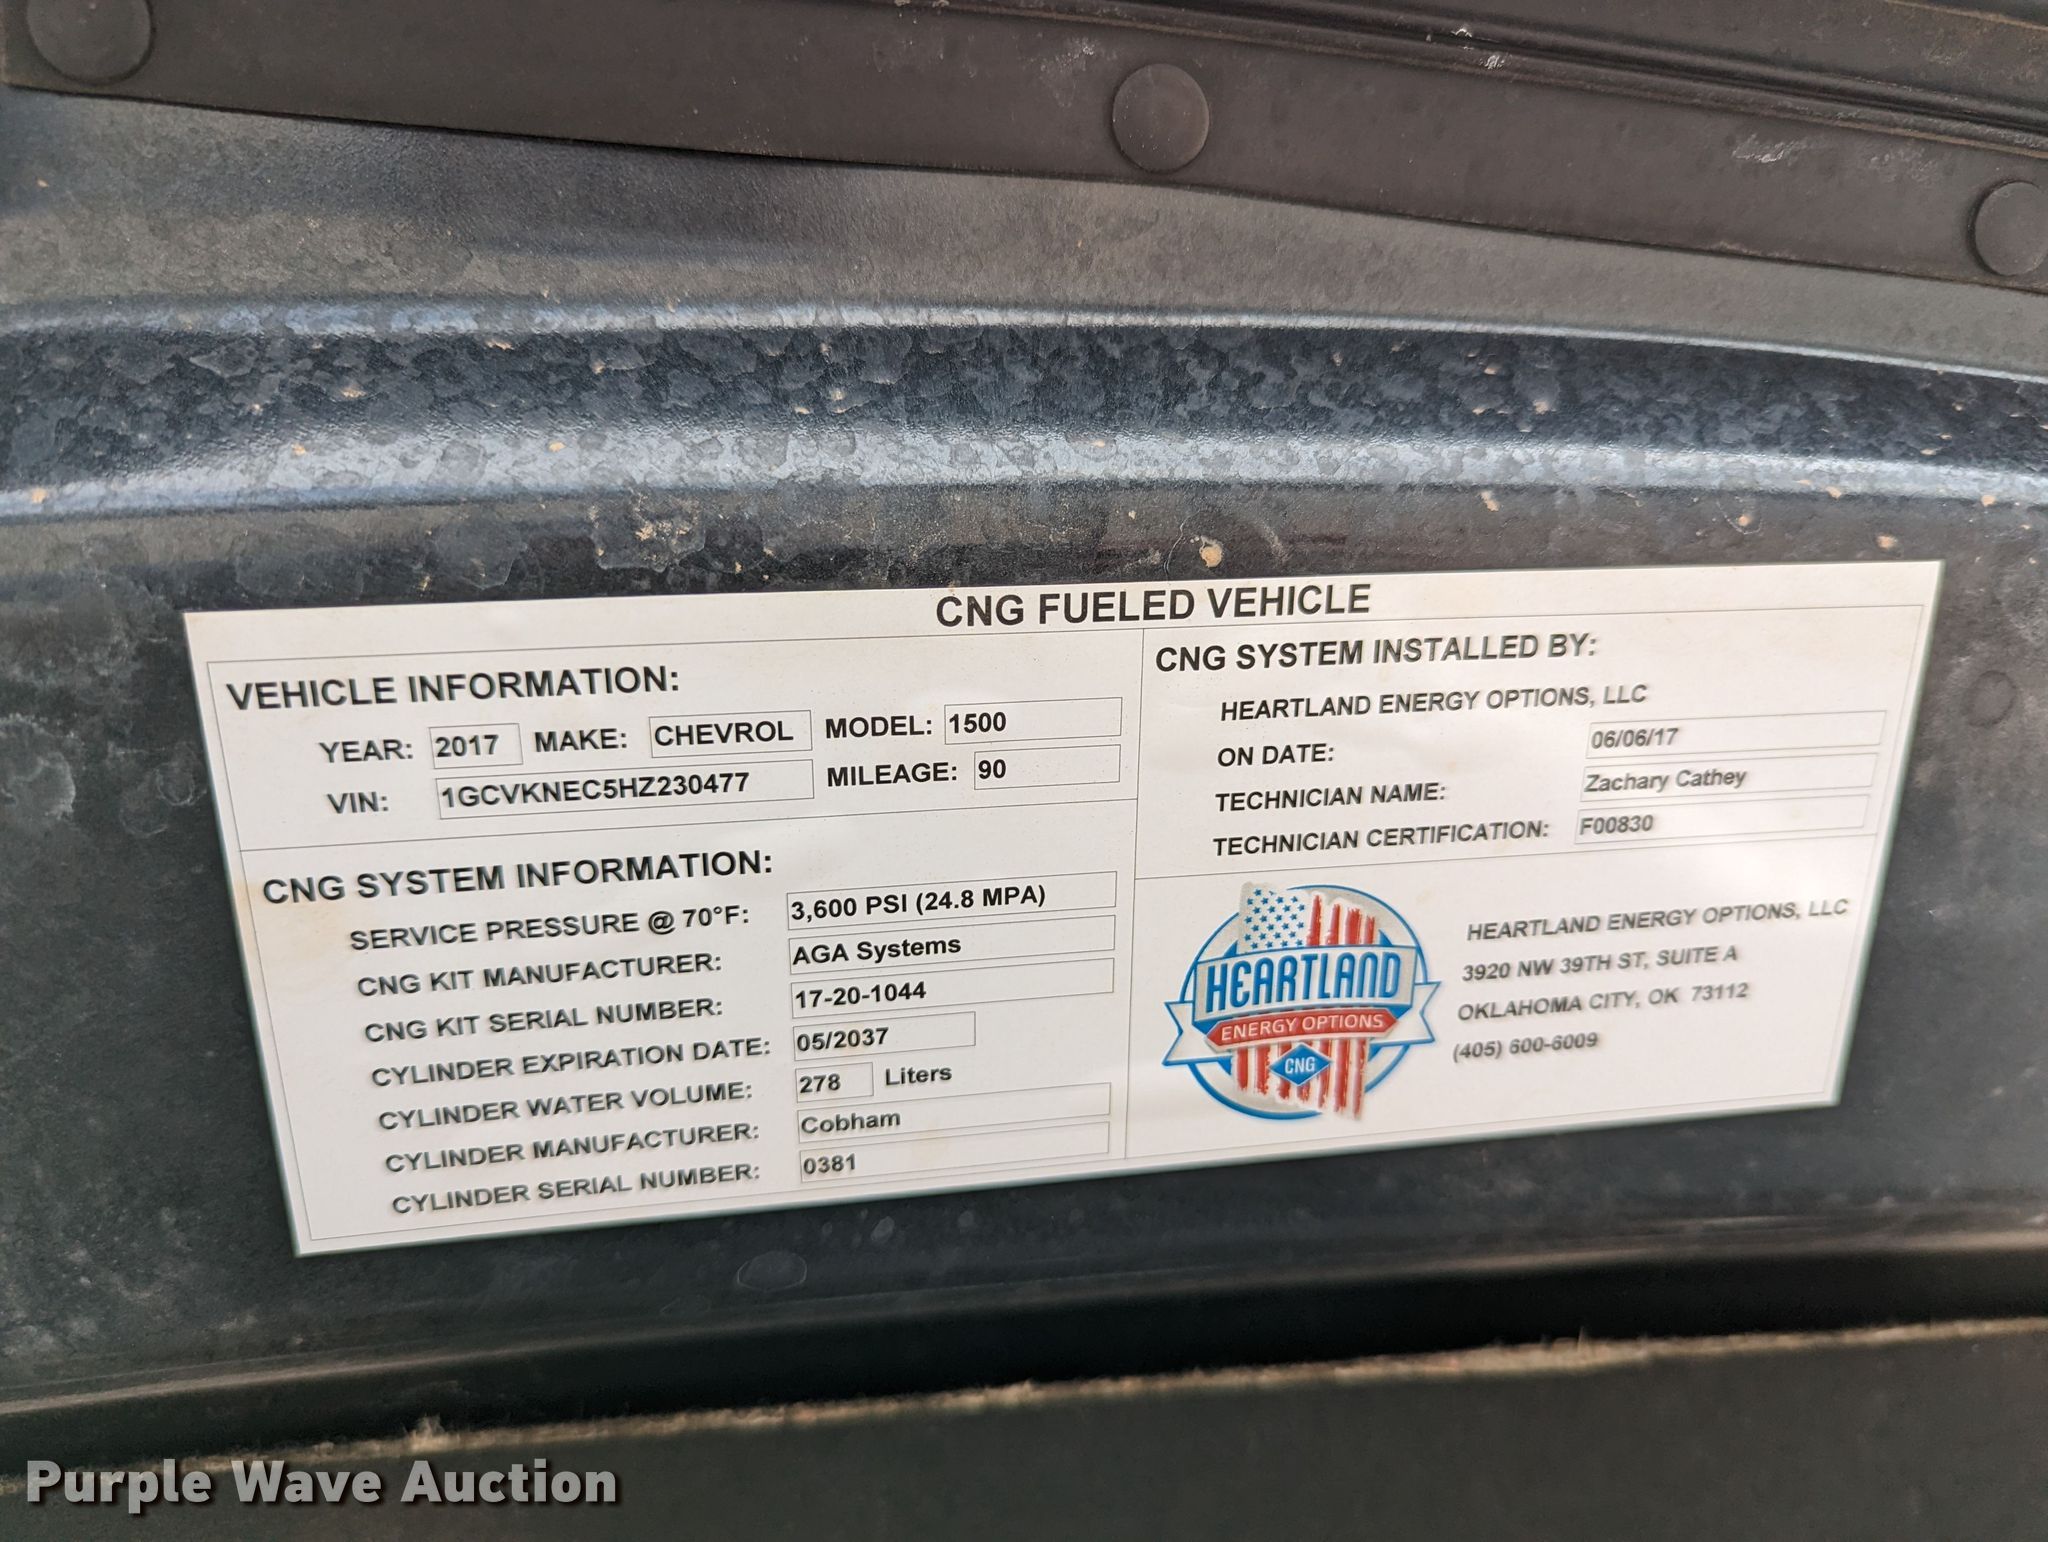 CNG FUELED VEHICLE
VEHICLE INFORMATION:
YEAR: 2017 MAKE: CHEVROL MODEL: 1500
VIN: 1GCVKNEC5HZ230477 MILEAGE: 90
CNG SYSTEM INFORMATION:
SERVICE PRESSURE @ 70°F: 3,600 PSI (24.8 MPA)
CNG KIT MANUFACTURER: AGA Systems
CNG KIT SERIAL NUMBER: 17-20-1044
CYLINDER EXPIRATION DATE: 05/2037
CYLINDER WATER VOLUME: 278 Liters
CYLINDER MANUFACTURER: Cobham
CYLINDER SERIAL NUMBER: 0381
CNG SYSTEM INSTALLED BY:
HEARTLAND ENERGY OPTIONS, LLC
ON DATE: 06/06/17
TECHNICIAN NAME: Zachary Cathey
TECHNICIAN CERTIFICATION: F00830
HEARTLAND
ENERGY OPTIONS
CNG
HEARTLAND ENERGY OPTIONS, LLC
3920 NW 39TH ST, SUITE A
OKLAHOMA CITY, OK 73112
(405) 600-6009
Purple Wave Auction